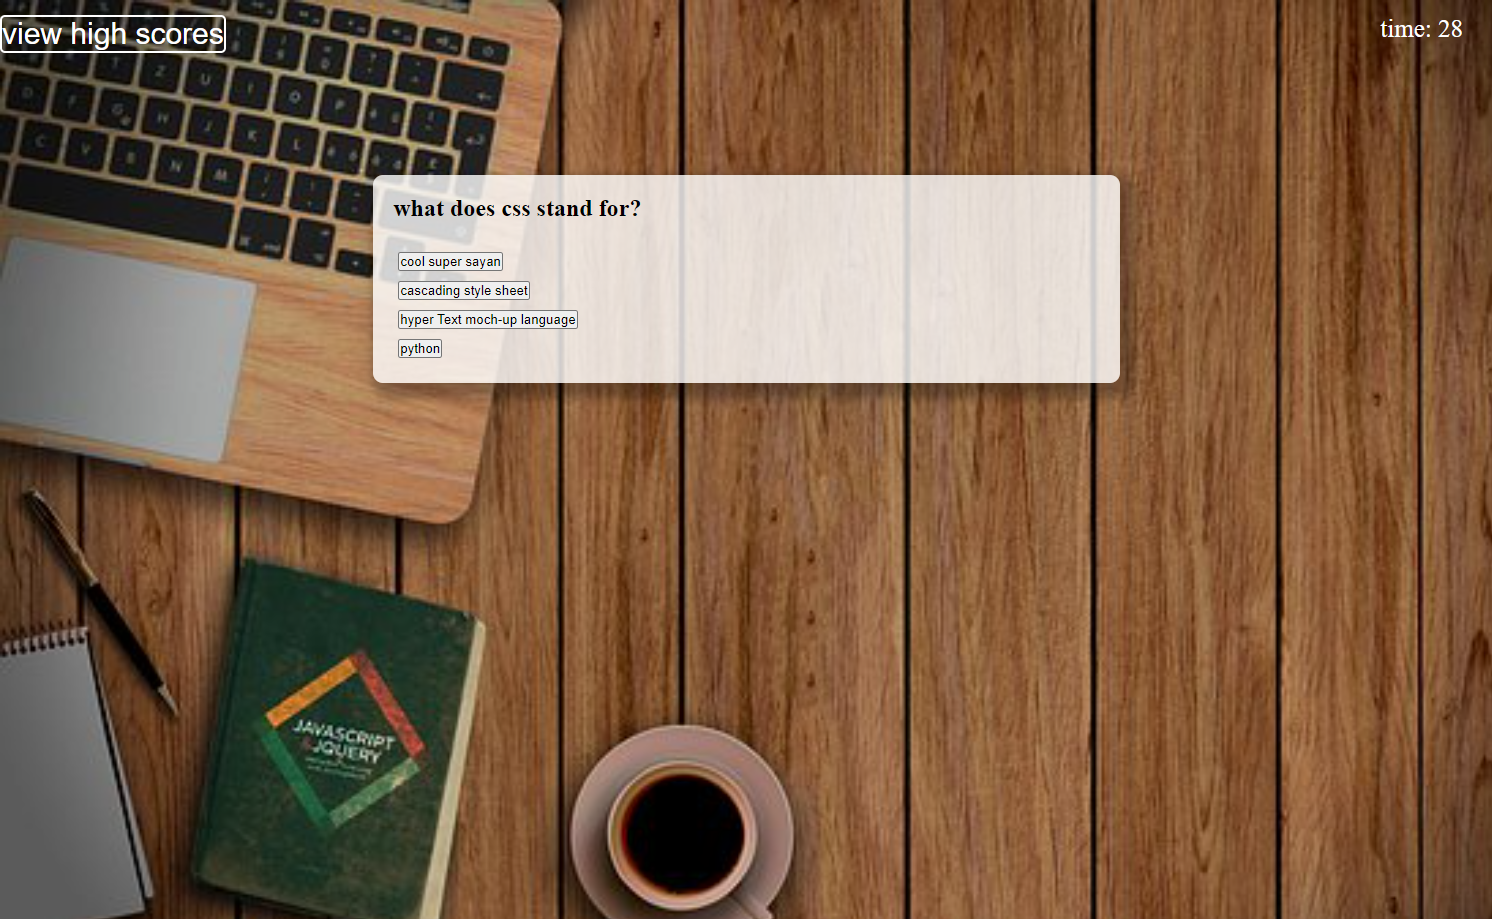 view high scores
time: 28
what does css stand for?
cool super sayan
cascading style sheet
hyper Text moch-up language
python
T Z U I O P
D F G H J K L
C V B N M
JAVASCRIPT
&JQUERY